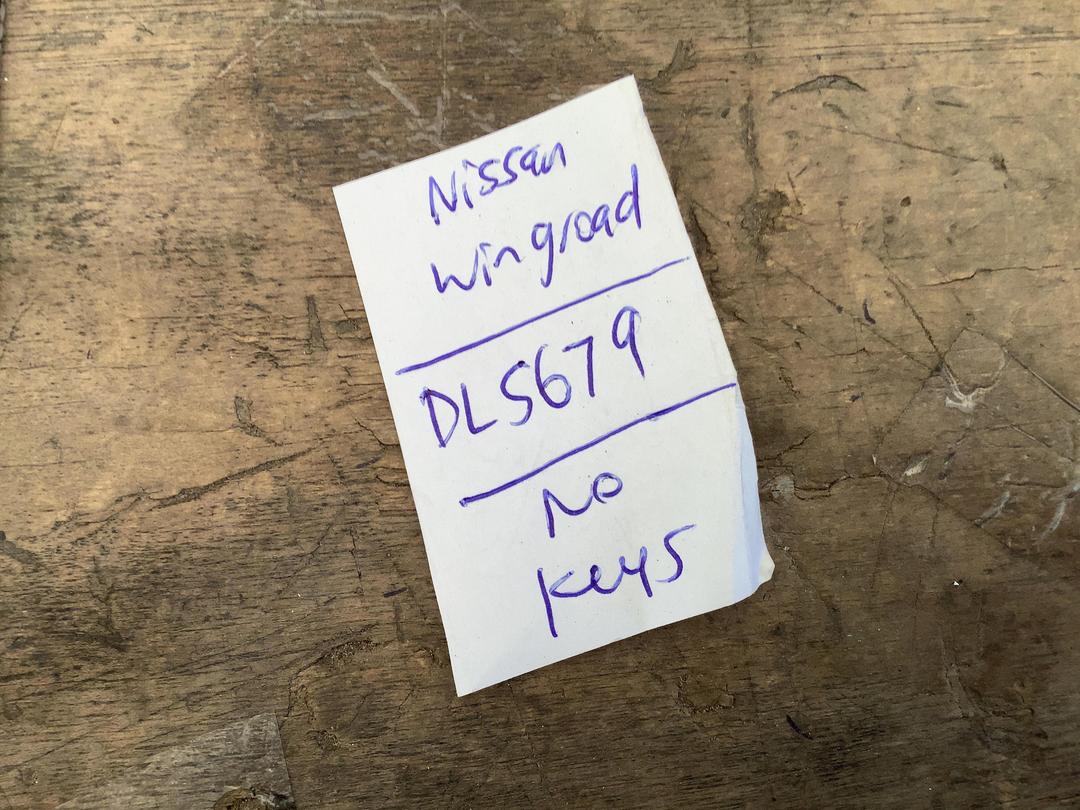 Nissan
Wingroad
DLS679
No
Keys